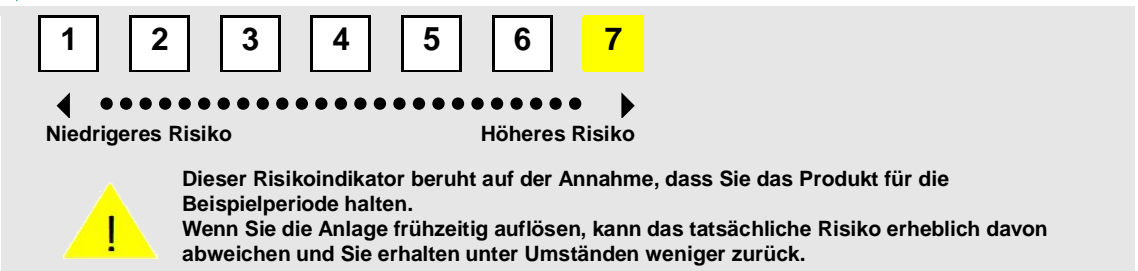 1 2 3 4 5 6 7
Niedrigeres Risiko Höheres Risiko
Dieser Risikoindikator beruht auf der Annahme, dass Sie das Produkt für die
Beispielperiode halten.
Wenn Sie die Anlage frühzeitig auflösen, kann das tatsächliche Risiko erheblich davon
abweichen und Sie erhalten unter Umständen weniger zurück.
!